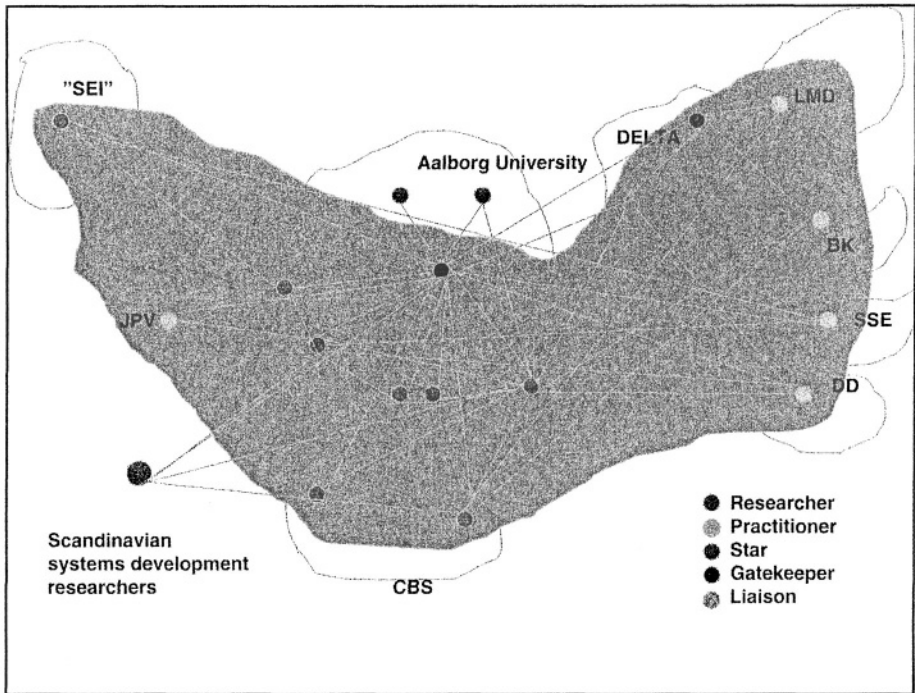 "SEI"
LMD
DELTA
Aalborg University
BK
JPV
SSE
DD
Scandinavian
systems development
researchers
CBS
Researcher
Practitioner
Star
Gatekeeper
Liaison